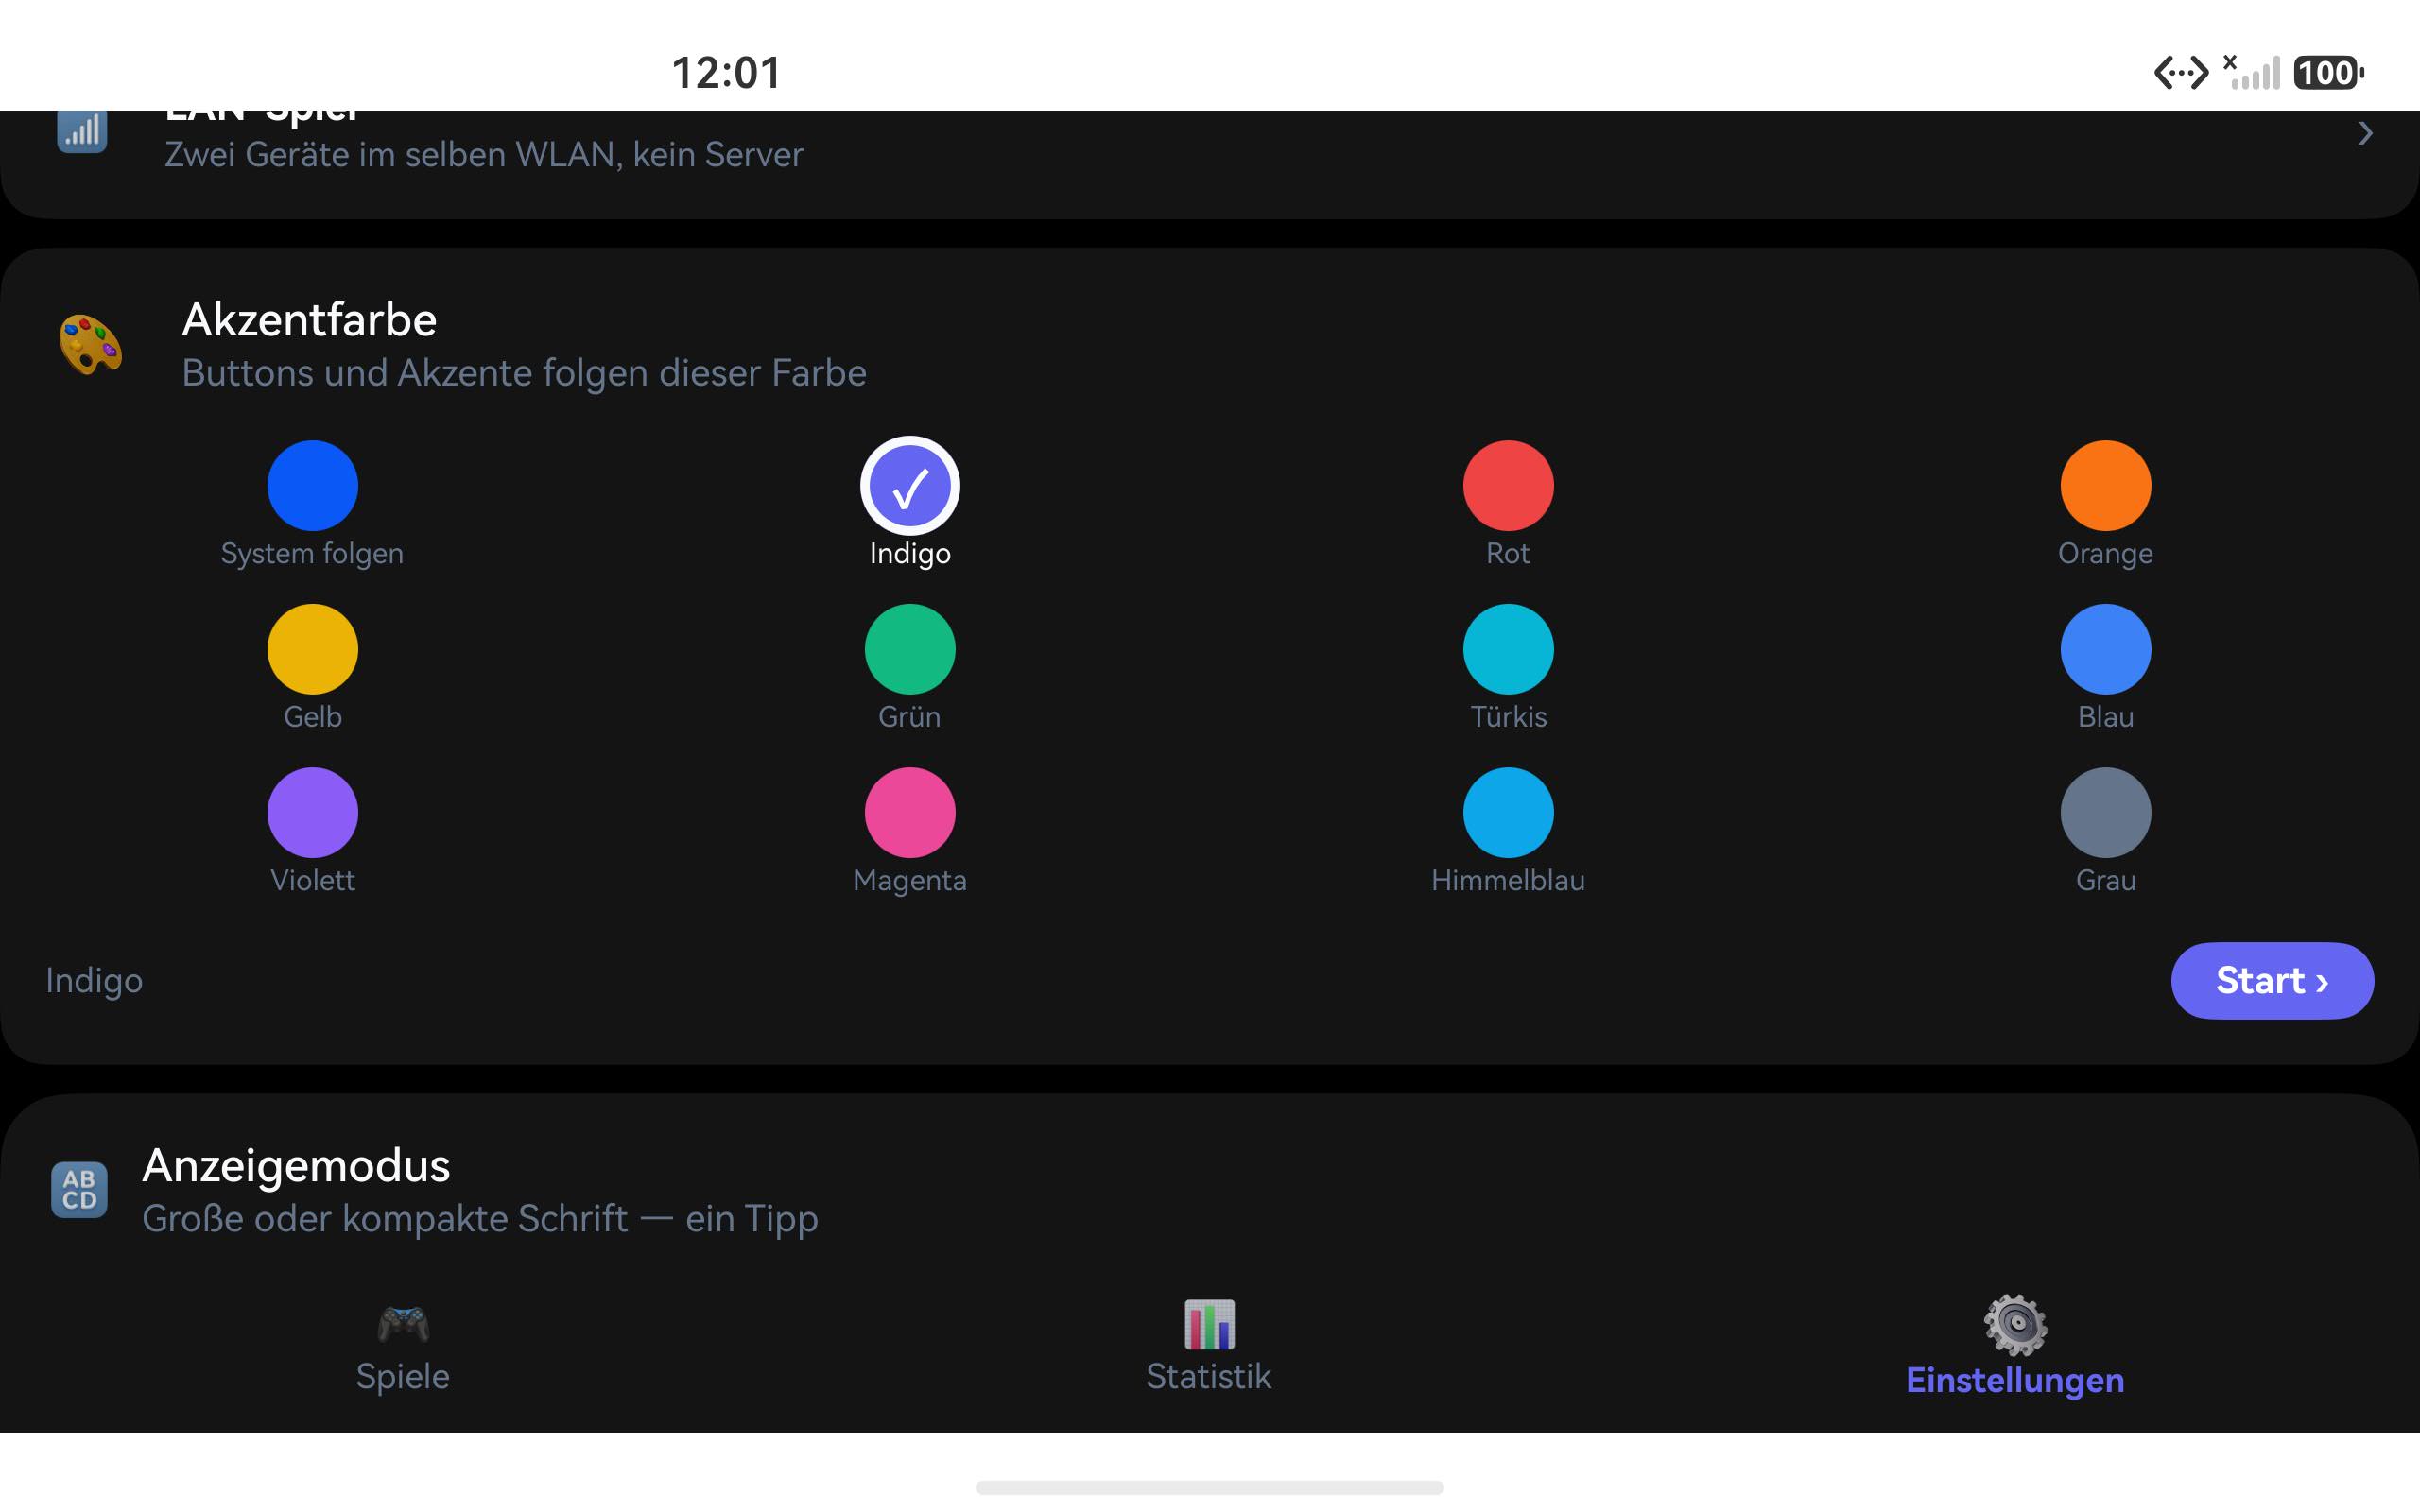 12:01
100
LAN-Spiel
Zwei Geräte im selben WLAN, kein Server
Akzentfarbe
Buttons und Akzente folgen dieser Farbe
System folgen
Indigo
Rot
Orange
Gelb
Grün
Türkis
Blau
Violett
Magenta
Himmelblau
Grau
Indigo
Start ›
AB
CD
Anzeigemodus
Große oder kompakte Schrift — ein Tipp
Spiele
Statistik
Einstellungen